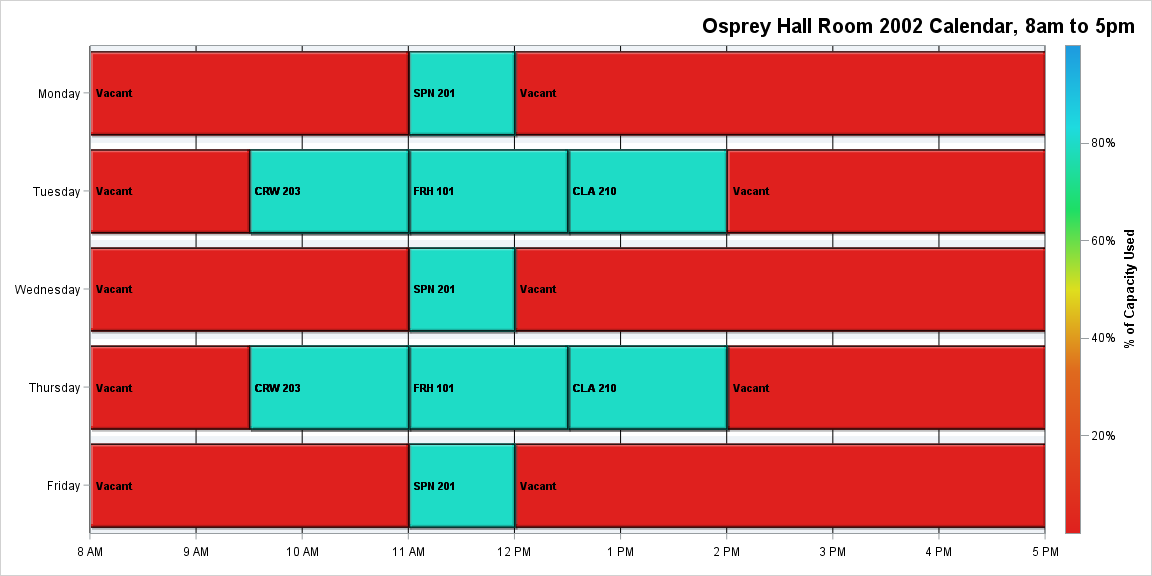 Osprey Hall Room 2002 Calendar, 8am to 5pm
Monday
Vacant
SPN 201
Vacant
Tuesday
Vacant
CRW 203
FRH 101
CLA 210
Vacant
Wednesday
Vacant
SPN 201
Vacant
Thursday
Vacant
CRW 203
FRH 101
CLA 210
Vacant
Friday
Vacant
SPN 201
Vacant
8 AM
9 AM
10 AM
11 AM
12 PM
1 PM
2 PM
3 PM
4 PM
5 PM
80%
60%
40%
20%
% of Capacity Used